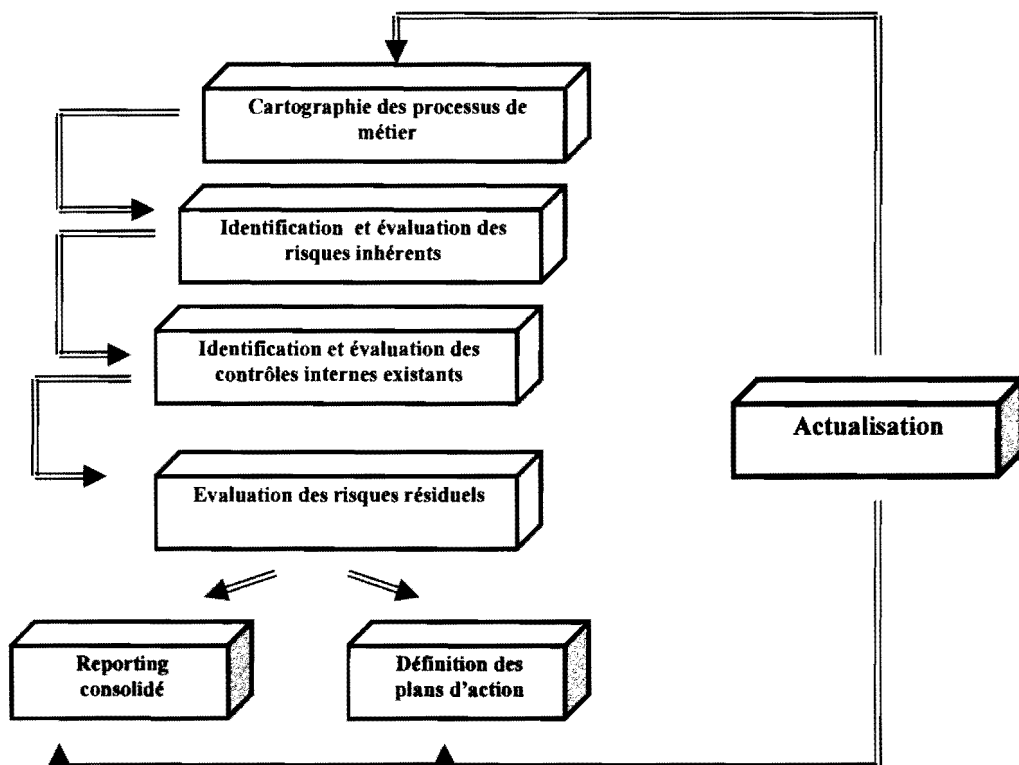 Cartographie des processus de
métier
Identification et évaluation des
risques inhérents
Identification et évaluation des
contrôles internes existants
Actualisation
Evaluation des risques résiduels
Reporting
consolidé
Définition des
plans d'action